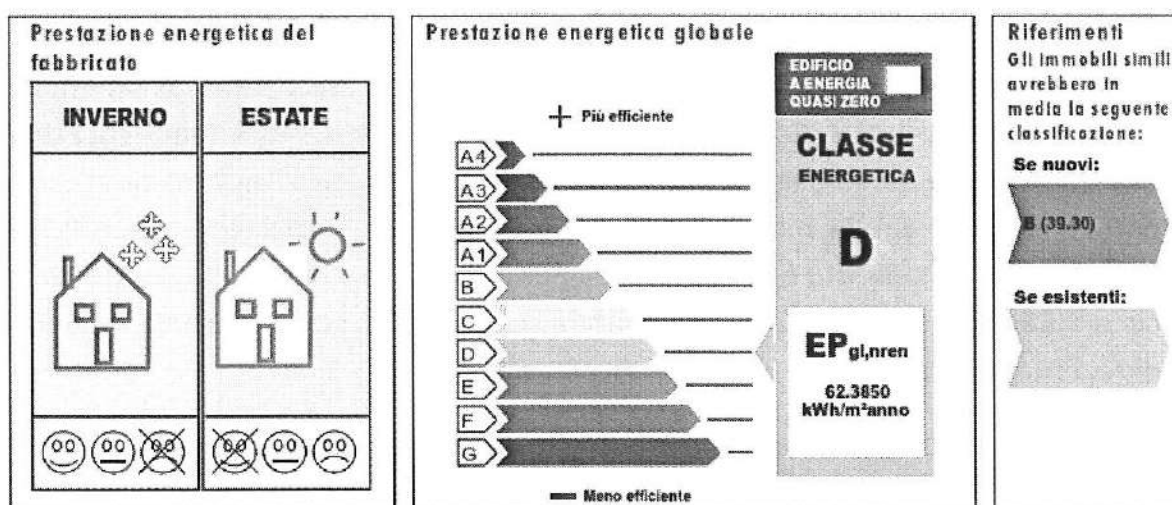 Prestazione energetica del
fabbricato
INVERNO
ESTATE
Prestazione energetica globale
Più efficiente
A4
A3
A2
A1
B
C
D
E
F
G
Meno efficiente
EDIFICIO
A ENERGIA
QUASI ZERO
CLASSE
ENERGETICA
D
EPgl,nren
62.3850
kWh/m²anno
Riferimenti
Gli immobili simili
avrebbero in
media la seguente
classificazione:
Se nuovi:
B (39.30)
Se esistenti: